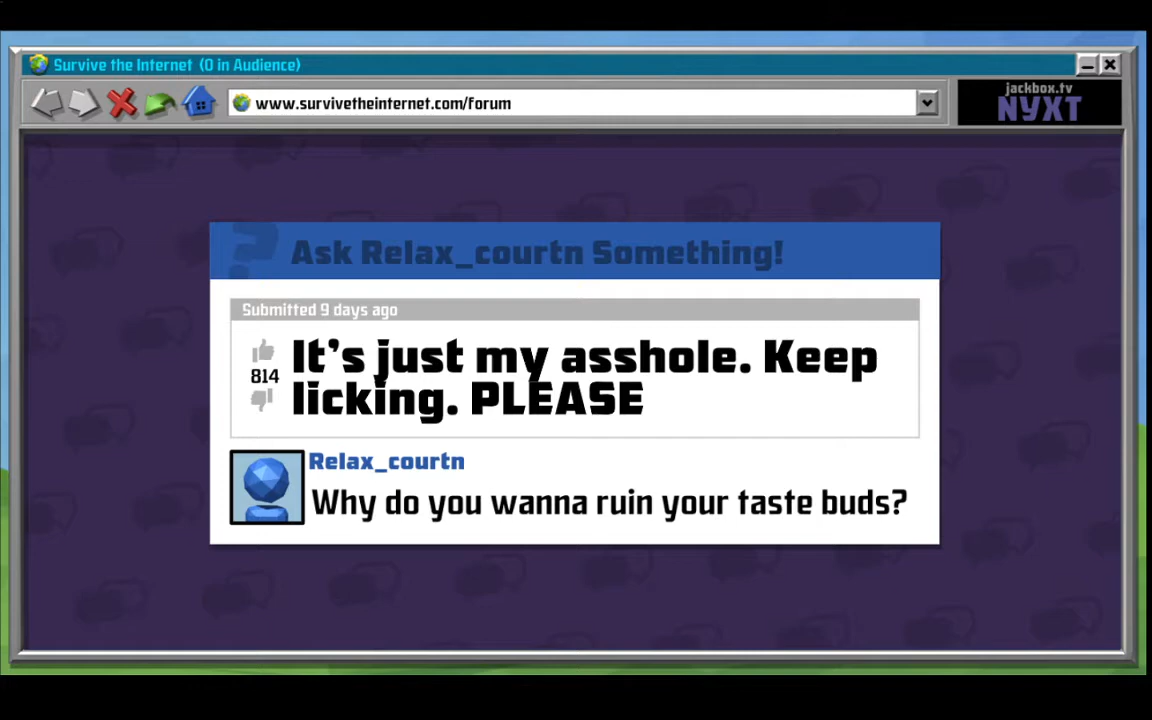 Survive the Internet (0 in Audience)
www.survivetheinternet.com/forum
jackbox.tv
NYXT
Ask Relax_courtn Something!
Submitted 9 days ago
It's just my asshole. Keep
814
licking. PLEASE
Relax_courtn
Why do you wanna ruin your taste buds?